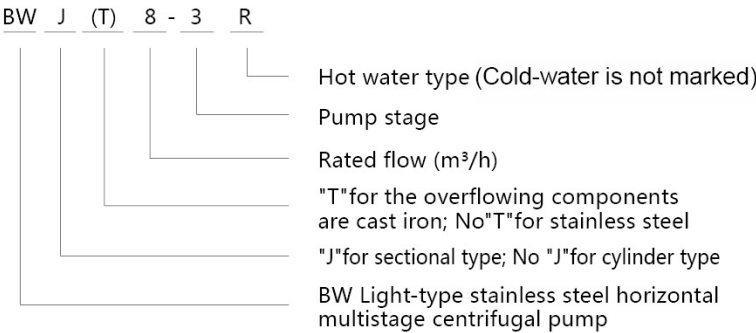 BW J (T) 8 - 3 R
Hot water type (Cold-water is not marked)
Pump stage
Rated flow (m³/h)
"T"for the overflowing components
are cast iron; No"T"for stainless steel
"J"for sectional type; No "J"for cylinder type
BW Light-type stainless steel horizontal
multistage centrifugal pump